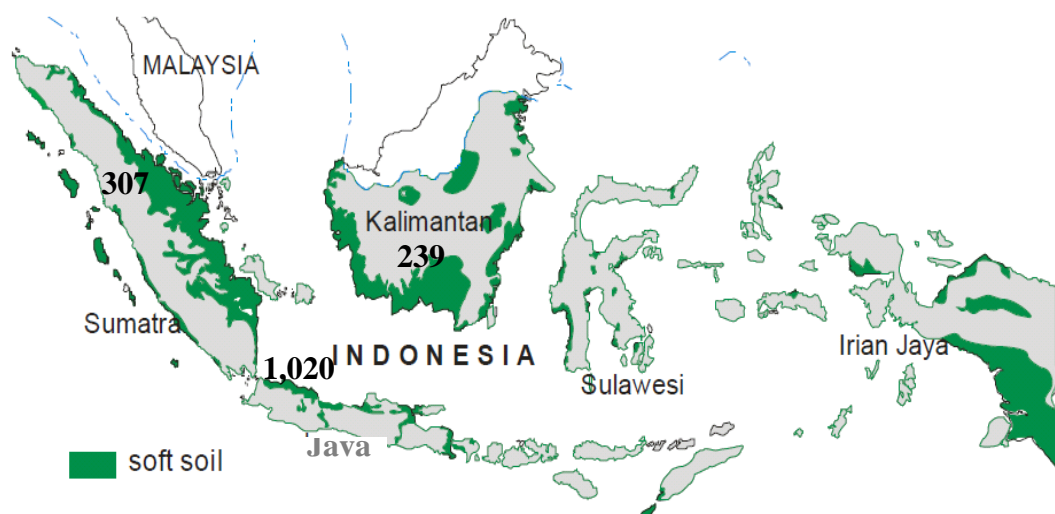 MALAYSIA
307
Kalimantan
239
Sumatra
INDONESIA
Irian Jaya
1,020
Sulawesi
Java
soft soil